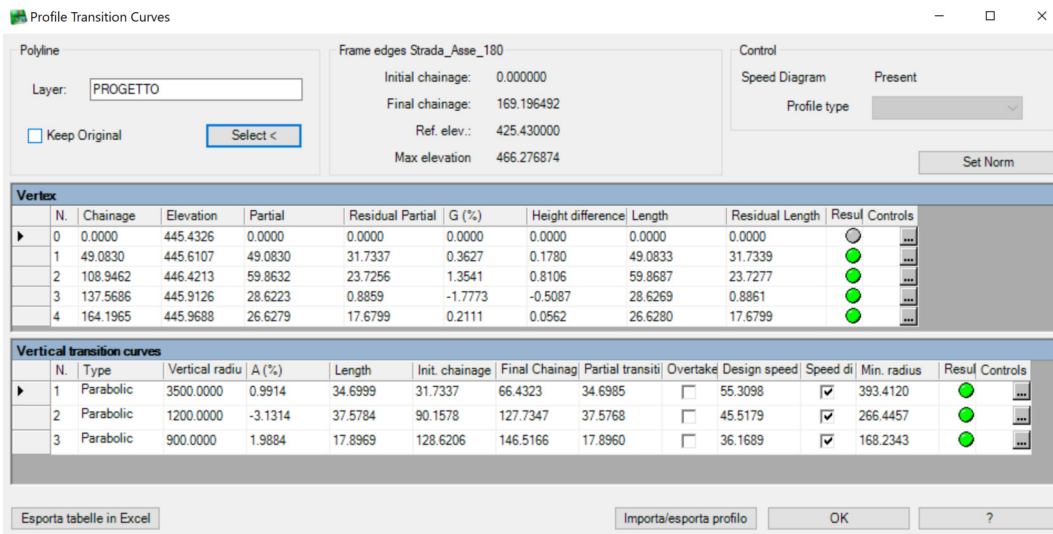 Profile Transition Curves
Polyline
Layer: PROGETTO
Keep Original Select <
Frame edges Strada_Asse_180
Initial chainage: 0.000000
Final chainage: 169.196492
Ref. elev.: 425.430000
Max elevation 466.276874
Control
Speed Diagram Present
Profile type
Set Norm
Vertex
N. Chainage Elevation Partial Residual Partial G (%) Height difference Length Residual Length Resul Controls
0 0.0000 445.4326 0.0000 0.0000 0.0000 0.0000 0.0000 0.0000 ...
1 49.0830 445.6107 49.0830 31.7337 0.3627 0.1780 49.0833 31.7339 ...
2 108.9462 446.4213 59.8632 23.7256 1.3541 0.8106 59.8687 23.7277 ...
3 137.5686 445.9126 28.6223 0.8859 -1.7773 -0.5087 28.6269 0.8861 ...
4 164.1965 445.9688 26.6279 17.6799 0.2111 0.0562 26.6280 17.6799 ...
Vertical transition curves
N. Type Vertical radiu A (%) Length Init. chainage Final Chainag Partial transiti Overtake Design speed Speed di Min. radius Resul Controls
1 Parabolic 3500.0000 0.9914 34.6999 31.7337 66.4323 34.6985 55.3098 393.4120 ...
2 Parabolic 1200.0000 -3.1314 37.5784 90.1578 127.7347 37.5768 45.5179 266.4457 ...
3 Parabolic 900.0000 1.9884 17.8969 128.6206 146.5166 17.8960 36.1689 168.2343 ...
Esporta tabelle in Excel Importa/esporta profilo OK ?